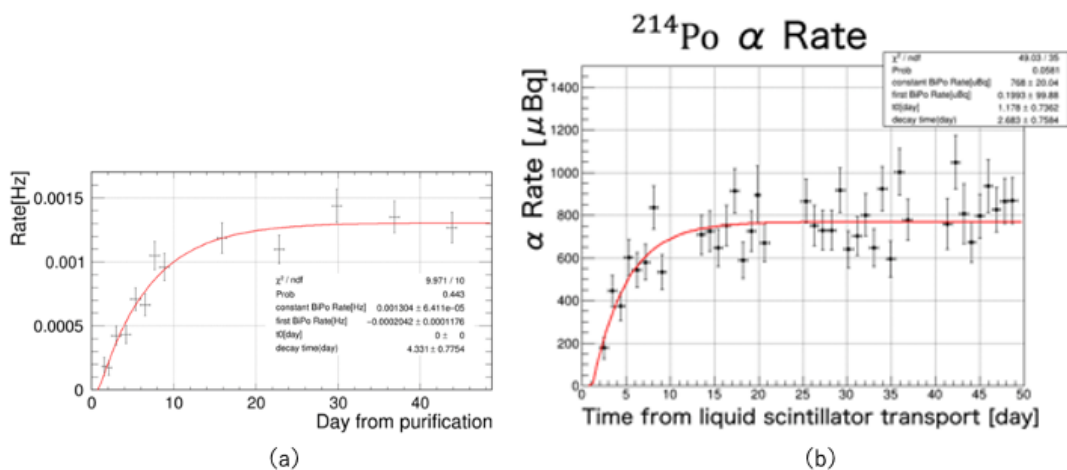 Rate[Hz]
0.0015
0.001
0.0005
0
χ² / ndf 9.971 / 10
Prob 0.443
constant BiPo Rate[Hz] 0.001304 ± 6.411e-05
first BiPo Rate[Hz] −0.0002042 ± 0.0001176
t0[day] 0 ± 0
decay time(day) 4.331 ± 0.7754
0 10 20 30 40
Day from purification
(a)
²¹⁴Po α Rate
χ² / ndf 49.03 / 35
Prob 0.0581
constant BiPo Rate[uBq] 768 ± 20.04
first BiPo Rate[uBq] 0.1993 ± 99.88
t0[day] 1.178 ± 0.7362
decay time(day) 2.683 ± 0.7584
α Rate [μBq]
1400
1200
1000
800
600
400
200
0
0 5 10 15 20 25 30 35 40 45 50
Time from liquid scintillator transport [day]
(b)